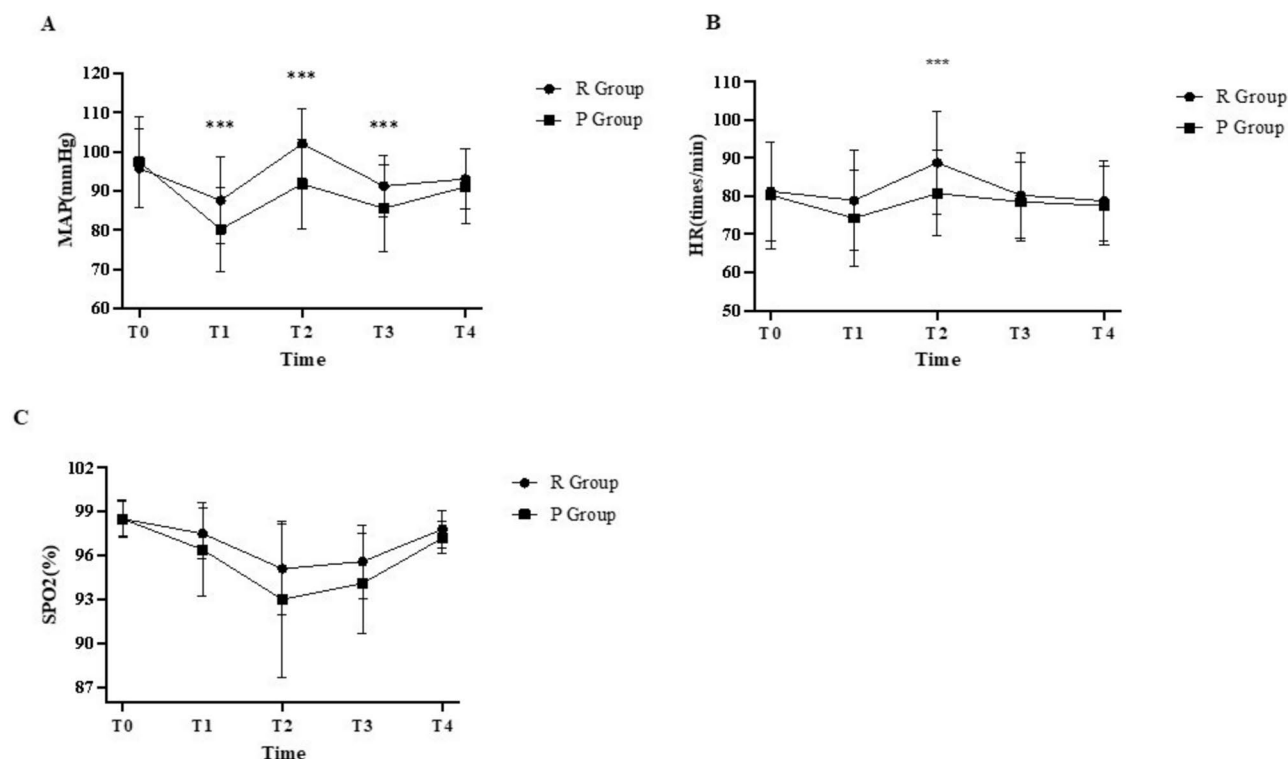 A
MAP(mmHg)
120
110
100
90
80
70
60
***
***
***
T0
T1
T2
T3
T4
Time
R Group
P Group
B
HR(times/min)
110
100
90
80
70
60
50
***
T0
T1
T2
T3
T4
Time
R Group
P Group
C
SPO2(%)
102
99
96
93
90
87
T0
T1
T2
T3
T4
Time
R Group
P Group